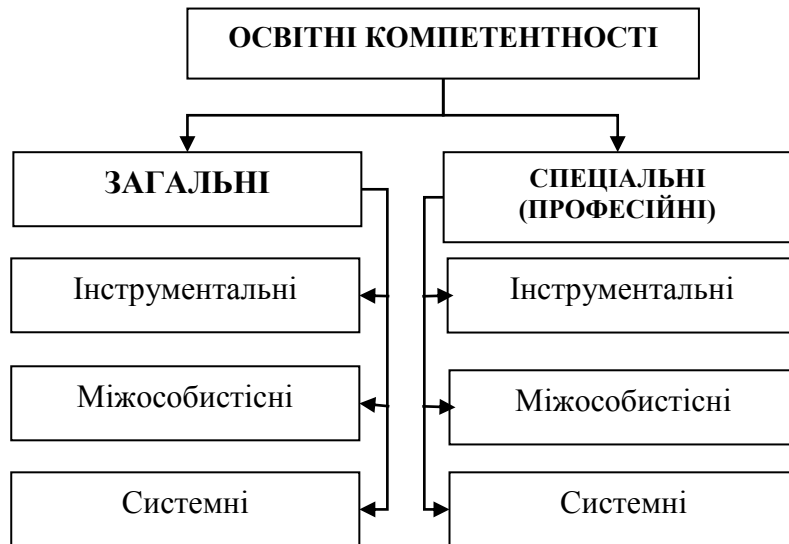 ОСВІТНІ КОМПЕТЕНТНОСТІ
ЗАГАЛЬНІ
СПЕЦІАЛЬНІ
(ПРОФЕСІЙНІ)
Інструментальні
Інструментальні
Міжособистісні
Міжособистісні
Системні
Системні